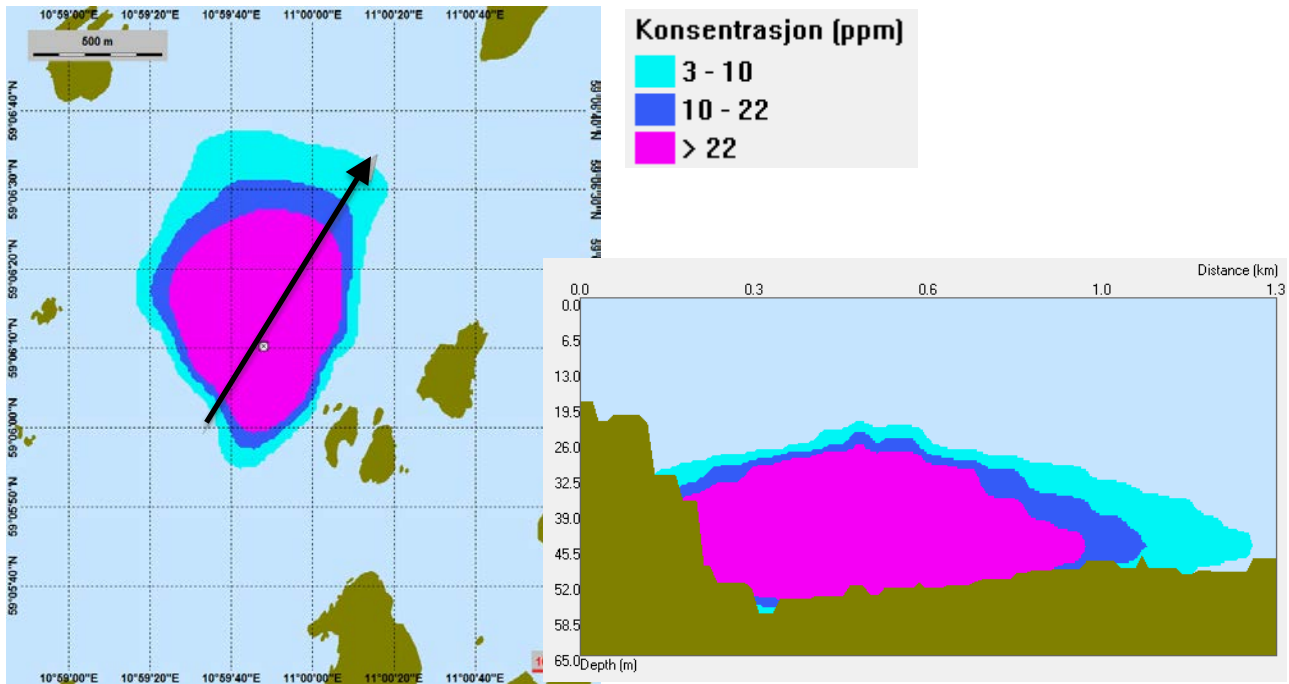 10°59'00"E 10°59'20"E 10°59'40"E 11°00'00"E 11°00'20"E 11°00'40"E
500 m
59°06'40"N
59°06'30"N
59°06'20"N
59°06'10"N
59°06'00"N
59°05'50"N
59°05'40"N
10°59'00"E 10°59'20"E 10°59'40"E 11°00'00"E 11°00'20"E 11°00'40"E
Konsentrasjon (ppm)
3 - 10
10 - 22
> 22
Distance (km)
0.0 0.3 0.6 1.0 1.3
0.0
6.5
13.0
19.5
26.0
32.5
39.0
45.5
52.0
58.5
65.0
Depth (m)